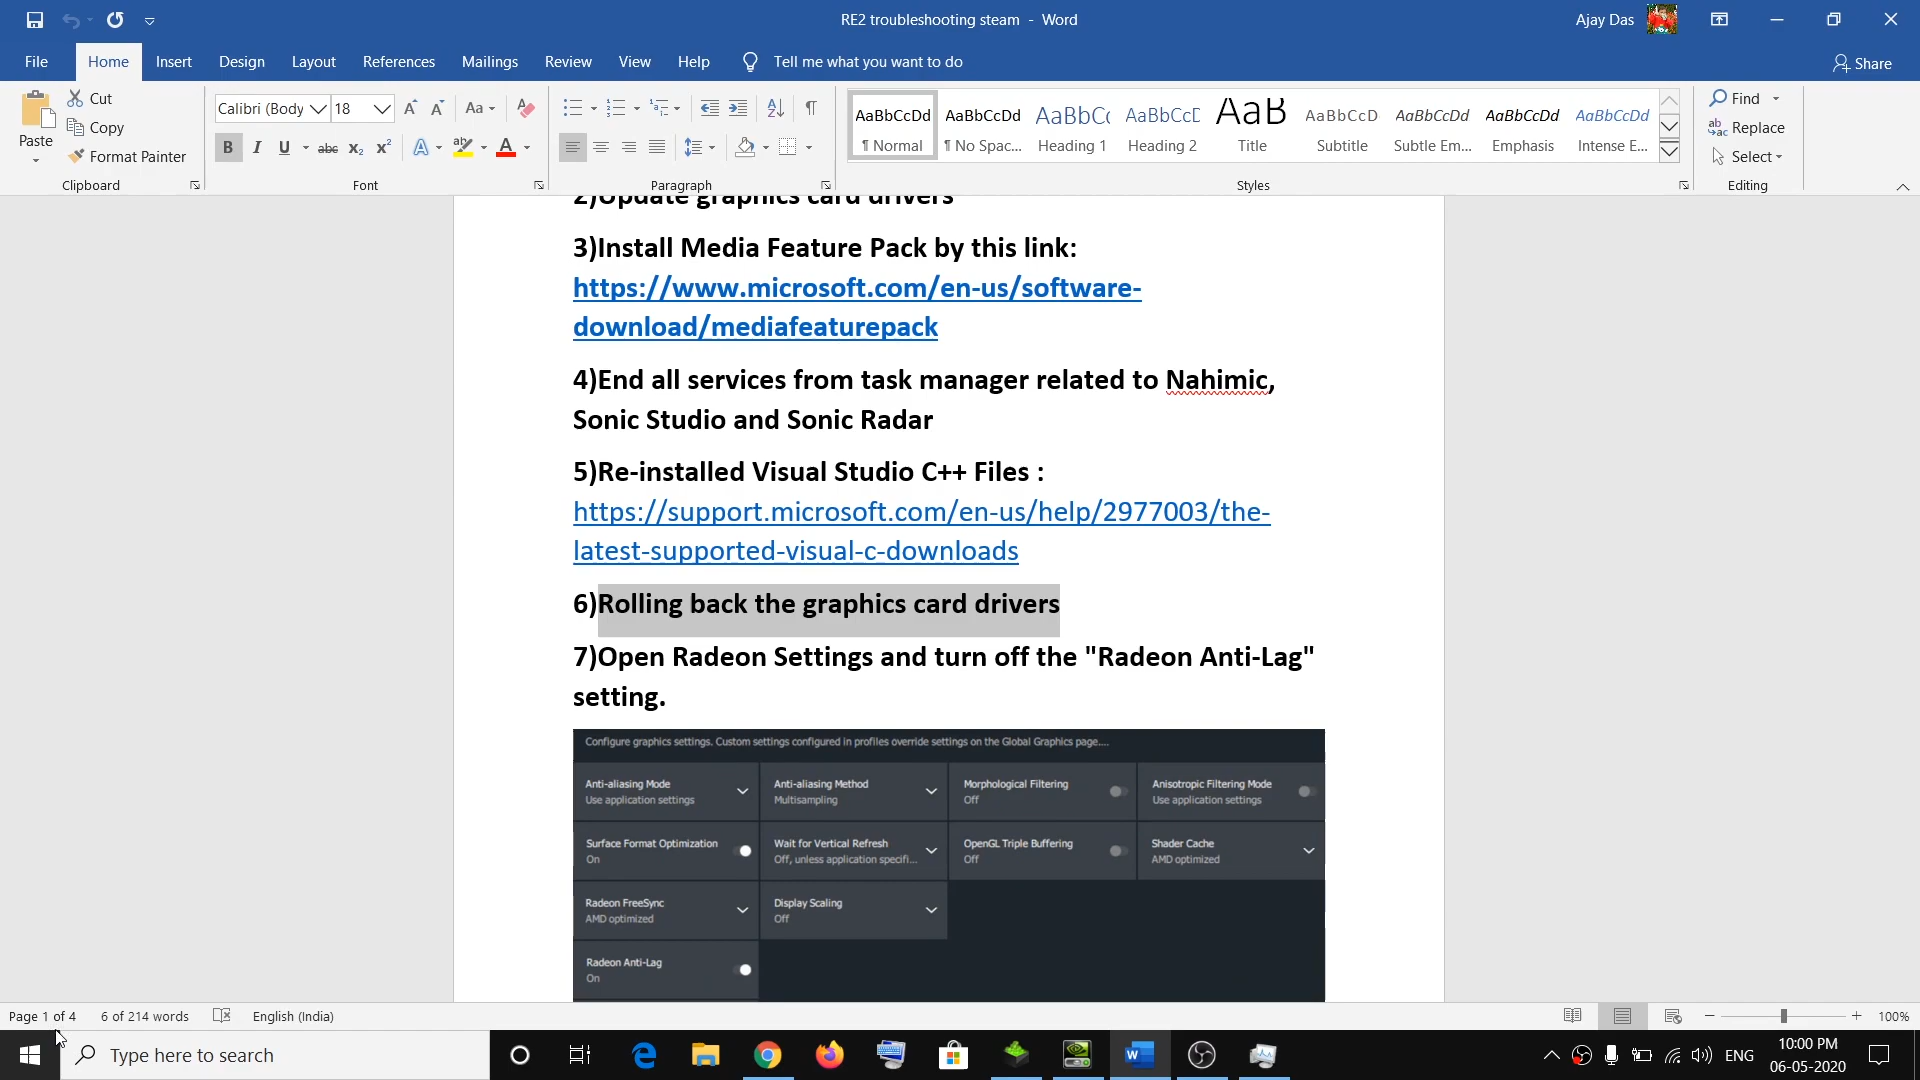 RE2 troubleshooting steam - Word
Ajay Das
File Home Insert Design Layout References Mailings Review View Help Tell me what you want to do
Share
Paste
Cut
Copy
Format Painter
Clipboard
Calibri (Body 18
Aa
B I U abc X2 X2 A ab A
Font
Paragraph
AaBbCcDd AaBbCcDd AaBbCc AaBbCcD AaB AaBbCcD AaBbCcDd AaBbCcDd AaBbCcDd
¶ Normal ¶ No Spac... Heading 1 Heading 2 Title Subtitle Subtle Em... Emphasis Intense E...
Styles
Find
Replace
Select
Editing
2)Update graphics card drivers
3)Install Media Feature Pack by this link:
https://www.microsoft.com/en-us/software-
download/mediafeaturepack
4)End all services from task manager related to Nahimic,
Sonic Studio and Sonic Radar
5)Re-installed Visual Studio C++ Files :
https://support.microsoft.com/en-us/help/2977003/the-
latest-supported-visual-c-downloads
6)Rolling back the graphics card drivers
7)Open Radeon Settings and turn off the "Radeon Anti-Lag"
setting.
Configure graphics settings. Custom settings configured in profiles override settings on the Global Graphics page....
Anti-aliasing Mode Anti-aliasing Method Morphological Filtering Anisotropic Filtering Mode
Use application settings Multisampling Off Use application settings
Surface Format Optimization Wait for Vertical Refresh OpenGL Triple Buffering Shader Cache
On Off, unless application specifi... Off AMD optimized
Radeon FreeSync Display Scaling
AMD optimized Off
Radeon Anti-Lag
On
Page 1 of 4 6 of 214 words English (India) 100%
Type here to search
ENG
10:00 PM
06-05-2020